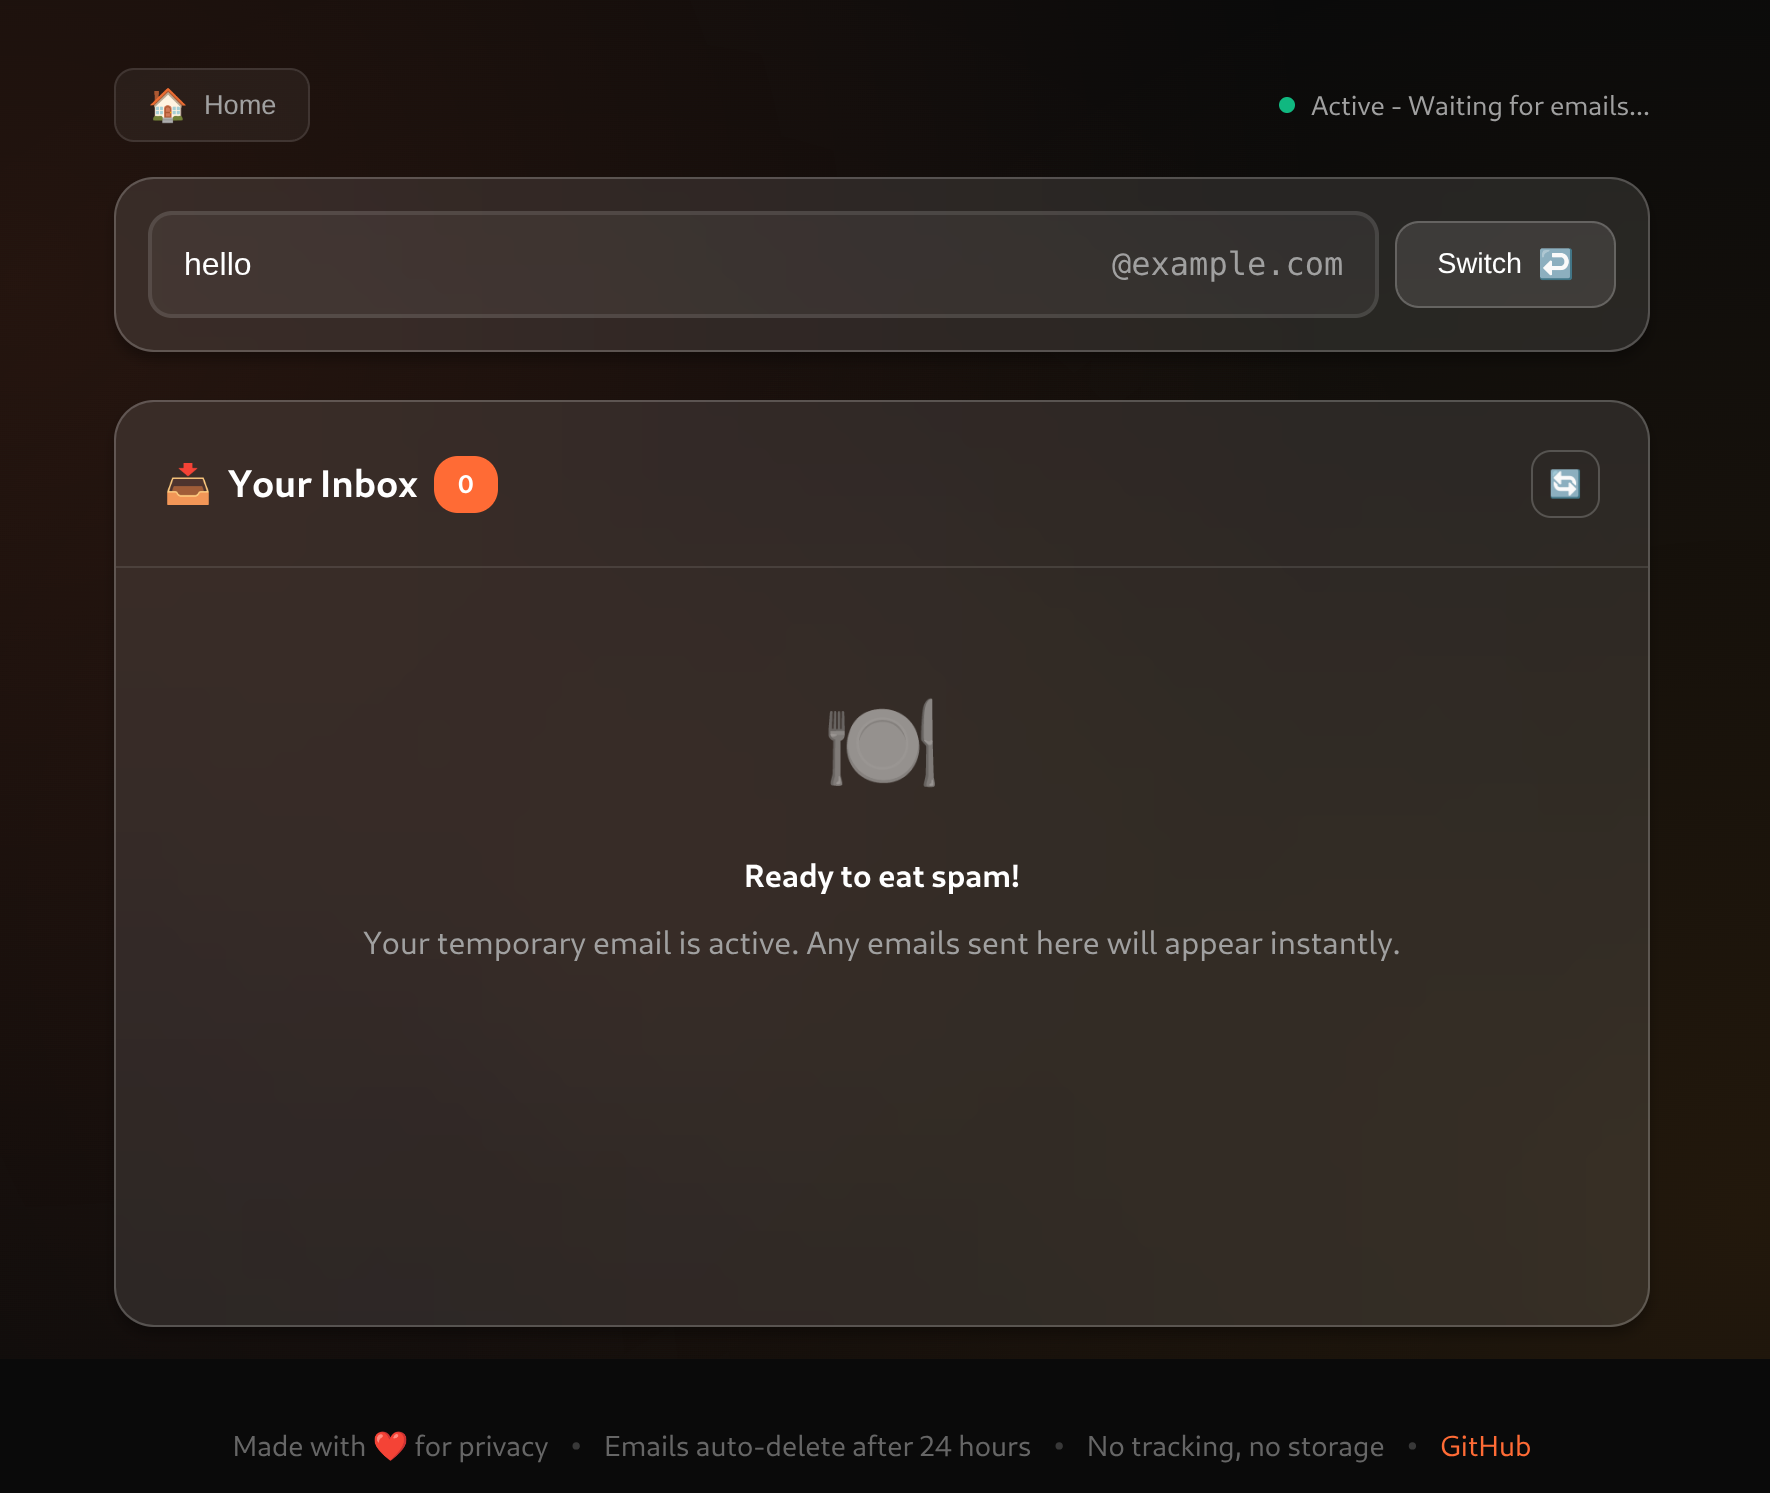 Home
Active - Waiting for emails...
hello @example.com
Switch
Your Inbox 0
Ready to eat spam!
Your temporary email is active. Any emails sent here will appear instantly.
Made with ❤️ for privacy • Emails auto-delete after 24 hours • No tracking, no storage • GitHub